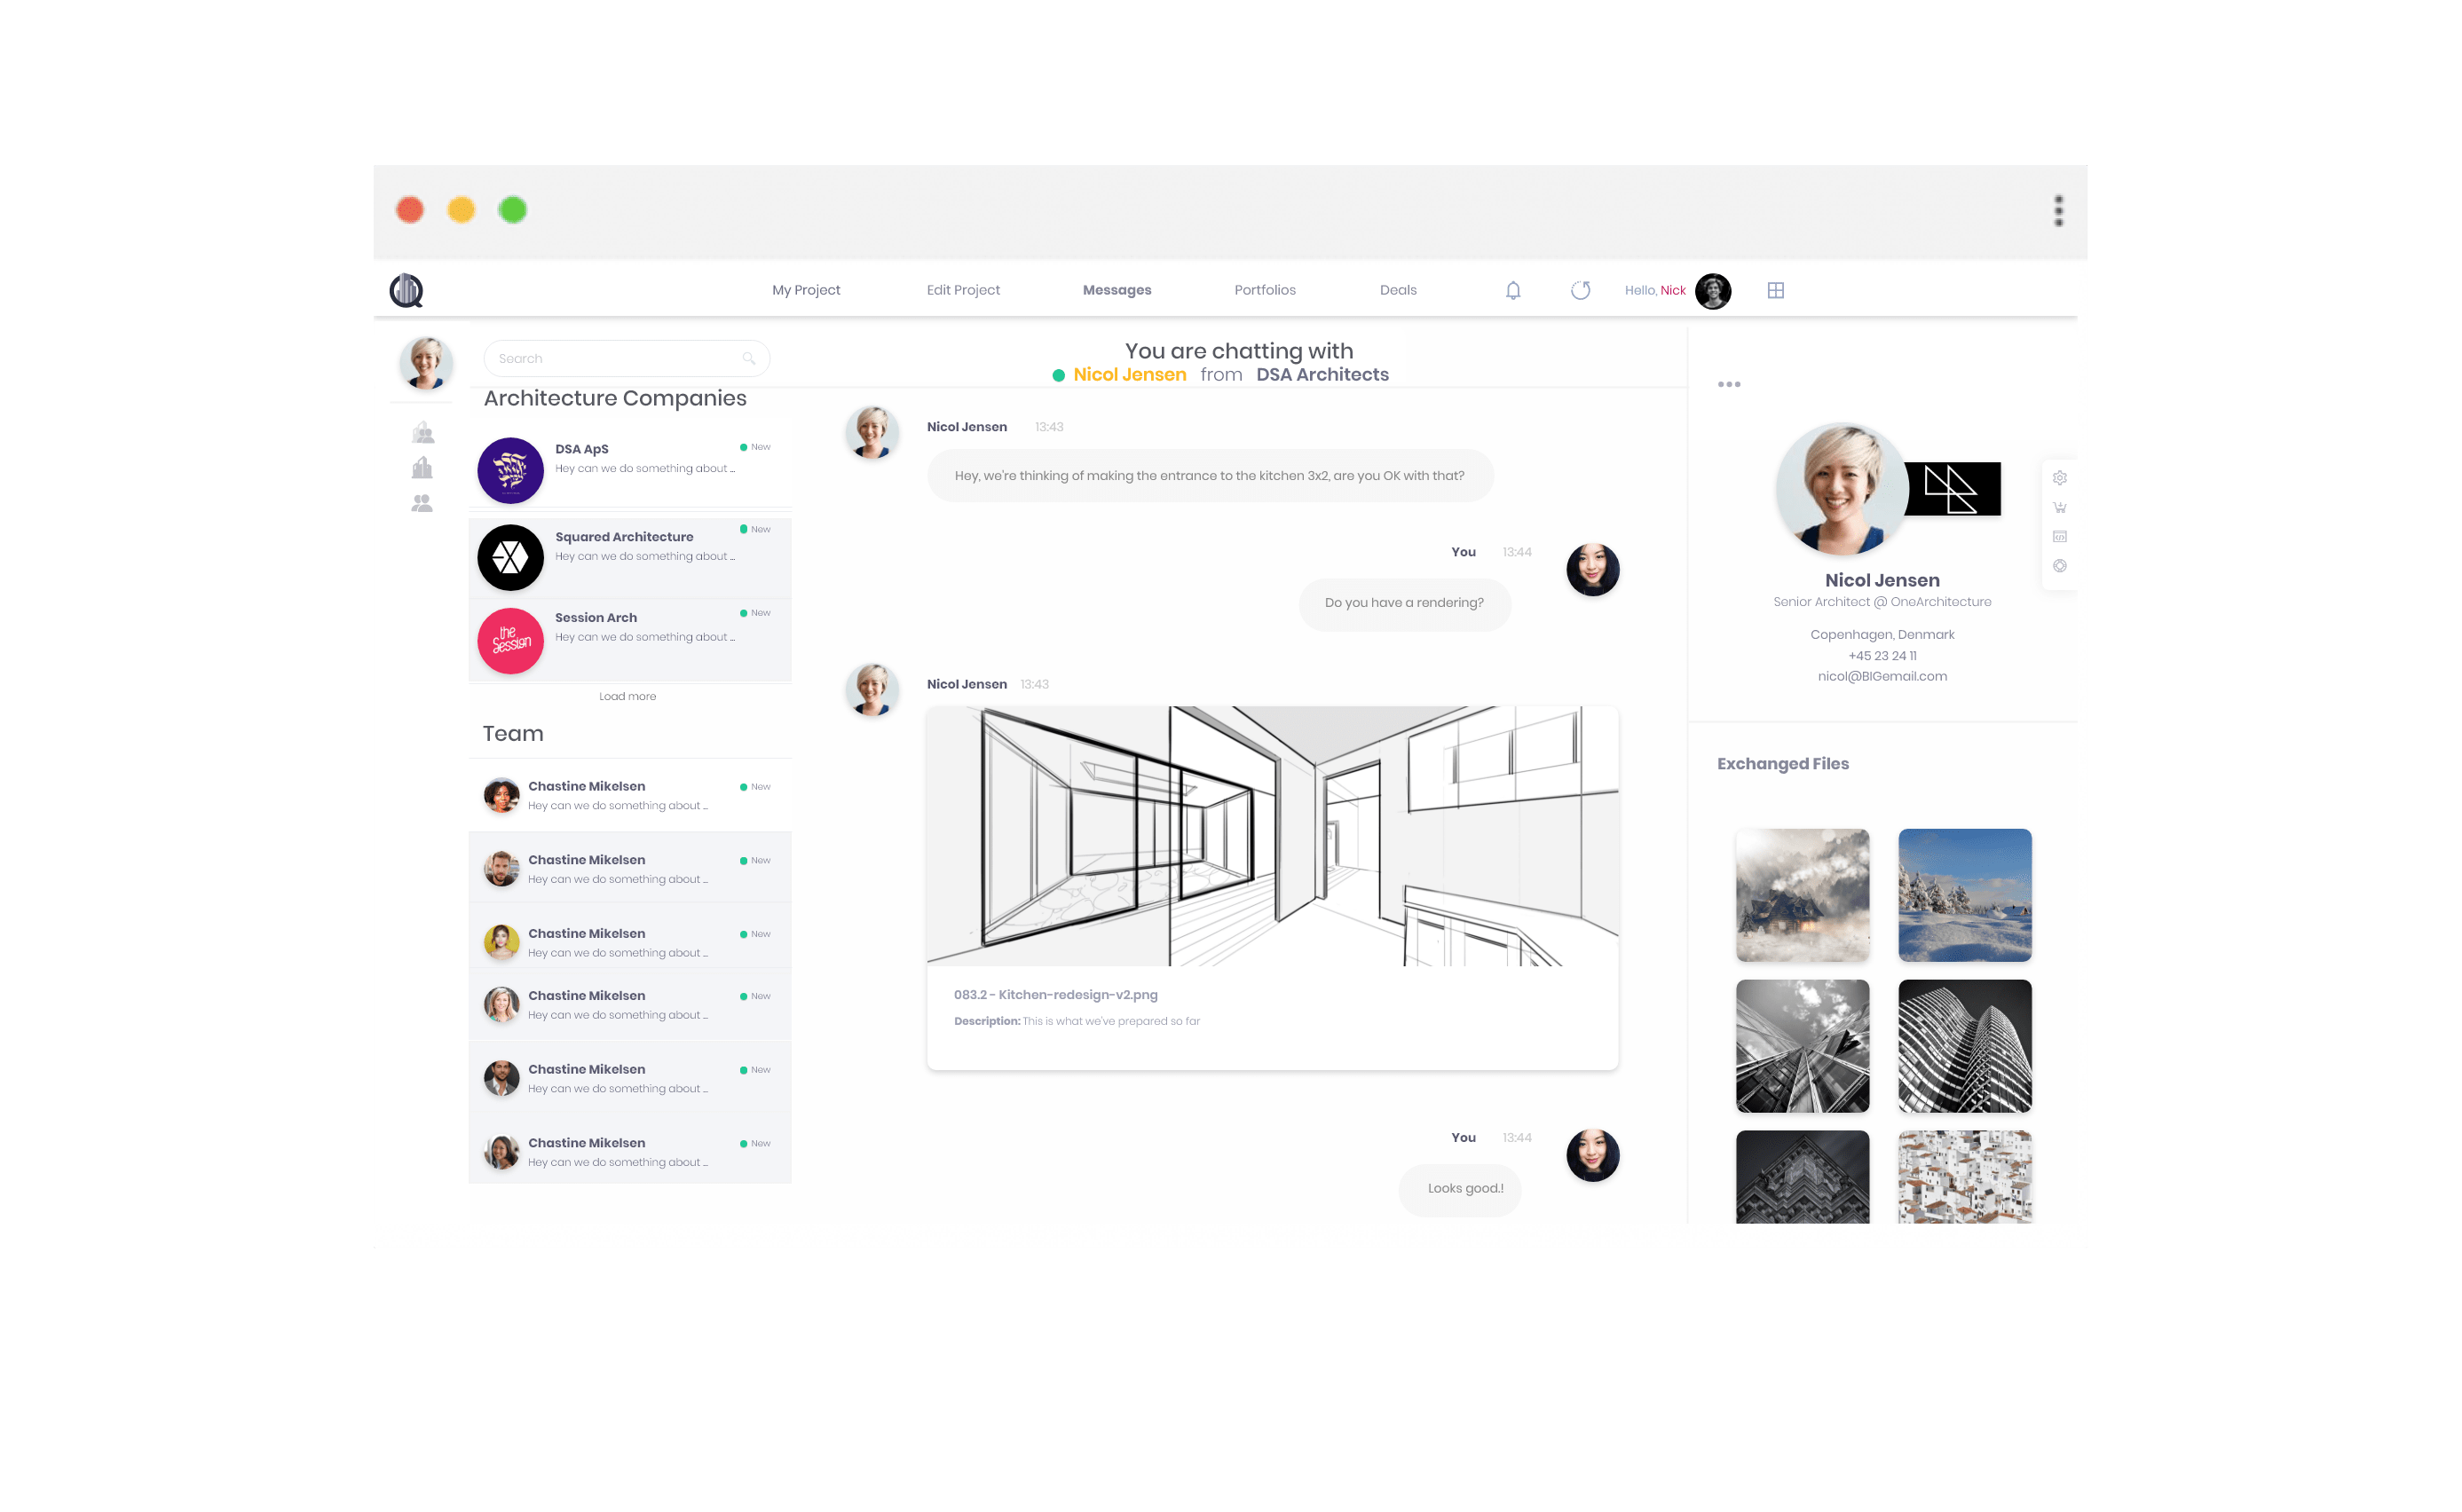 My Project
Edit Project
Messages
Portfolios
Deals
Hello, Nick
Search
Architecture Companies
DSA ApS
New
Hey can we do something about ...
Squared Architecture
New
Hey can we do something about ...
the Session
Session Arch
New
Hey can we do something about ...
Load more
Team
Chastine Mikelsen
New
Hey can we do something about ...
Chastine Mikelsen
New
Hey can we do something about ...
Chastine Mikelsen
New
Hey can we do something about ...
Chastine Mikelsen
New
Hey can we do something about ...
Chastine Mikelsen
New
Hey can we do something about ...
Chastine Mikelsen
New
Hey can we do something about ...
You are chatting with
Nicol Jensen from DSA Architects
Nicol Jensen 13:43
Hey, we're thinking of making the entrance to the kitchen 3x2, are you OK with that?
You 13:44
Do you have a rendering?
Nicol Jensen 13:43
083.2 - Kitchen-redesign-v2.png
Description: This is what we've prepared so far
You 13:44
Looks good.!
Nicol Jensen
Senior Architect @ OneArchitecture
Copenhagen, Denmark
+45 23 24 11
nicol@BIGemail.com
Exchanged Files